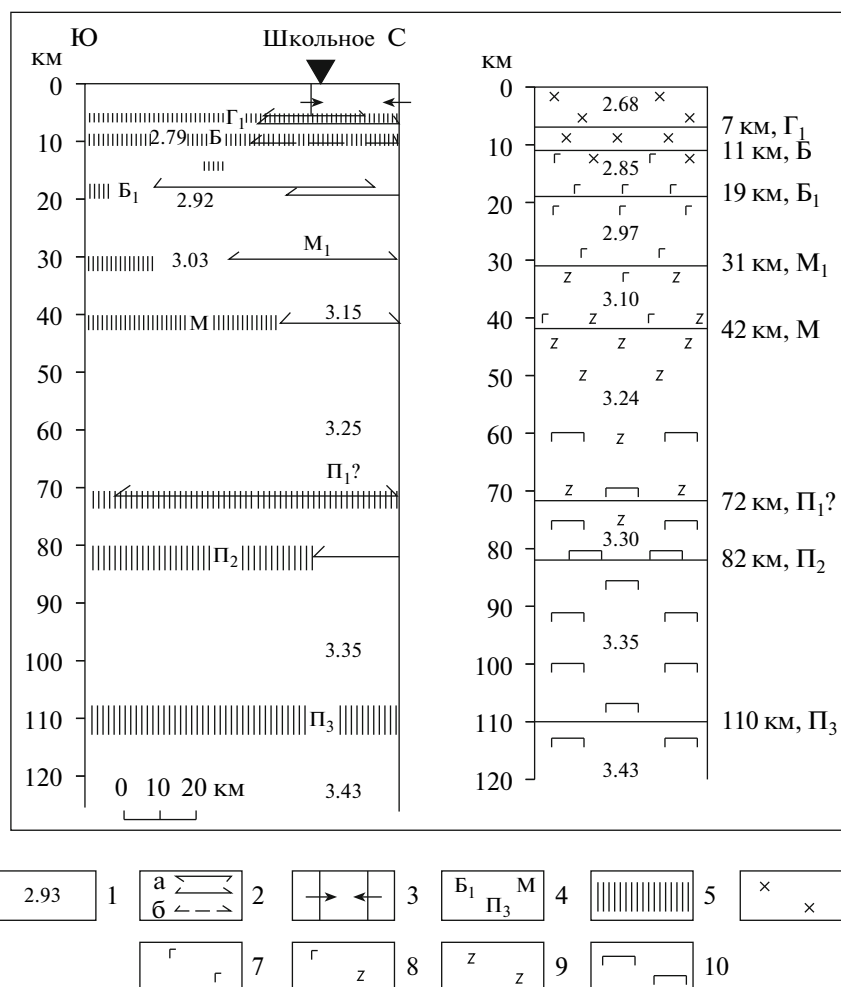 Ю Школьное С
км
0
10
20
30
40
50
60
70
80
90
100
110
120
Г1
2.79 Б
Б1
2.92
М1
3.03
М 3.15
3.25
П1?
П2
3.35
П3
3.43
0 10 20 км
км
0
10
20
30
40
50
60
70
80
90
100
110
120
2.68
7 км, Г1
11 км, Б
2.85
19 км, Б1
2.97
31 км, М1
3.10
42 км, М
3.24
72 км, П1?
3.30
82 км, П2
3.35
110 км, П3
3.43
2.93 1
а
б 2
3
Б1 М
П3 4
5
7
8
9
10